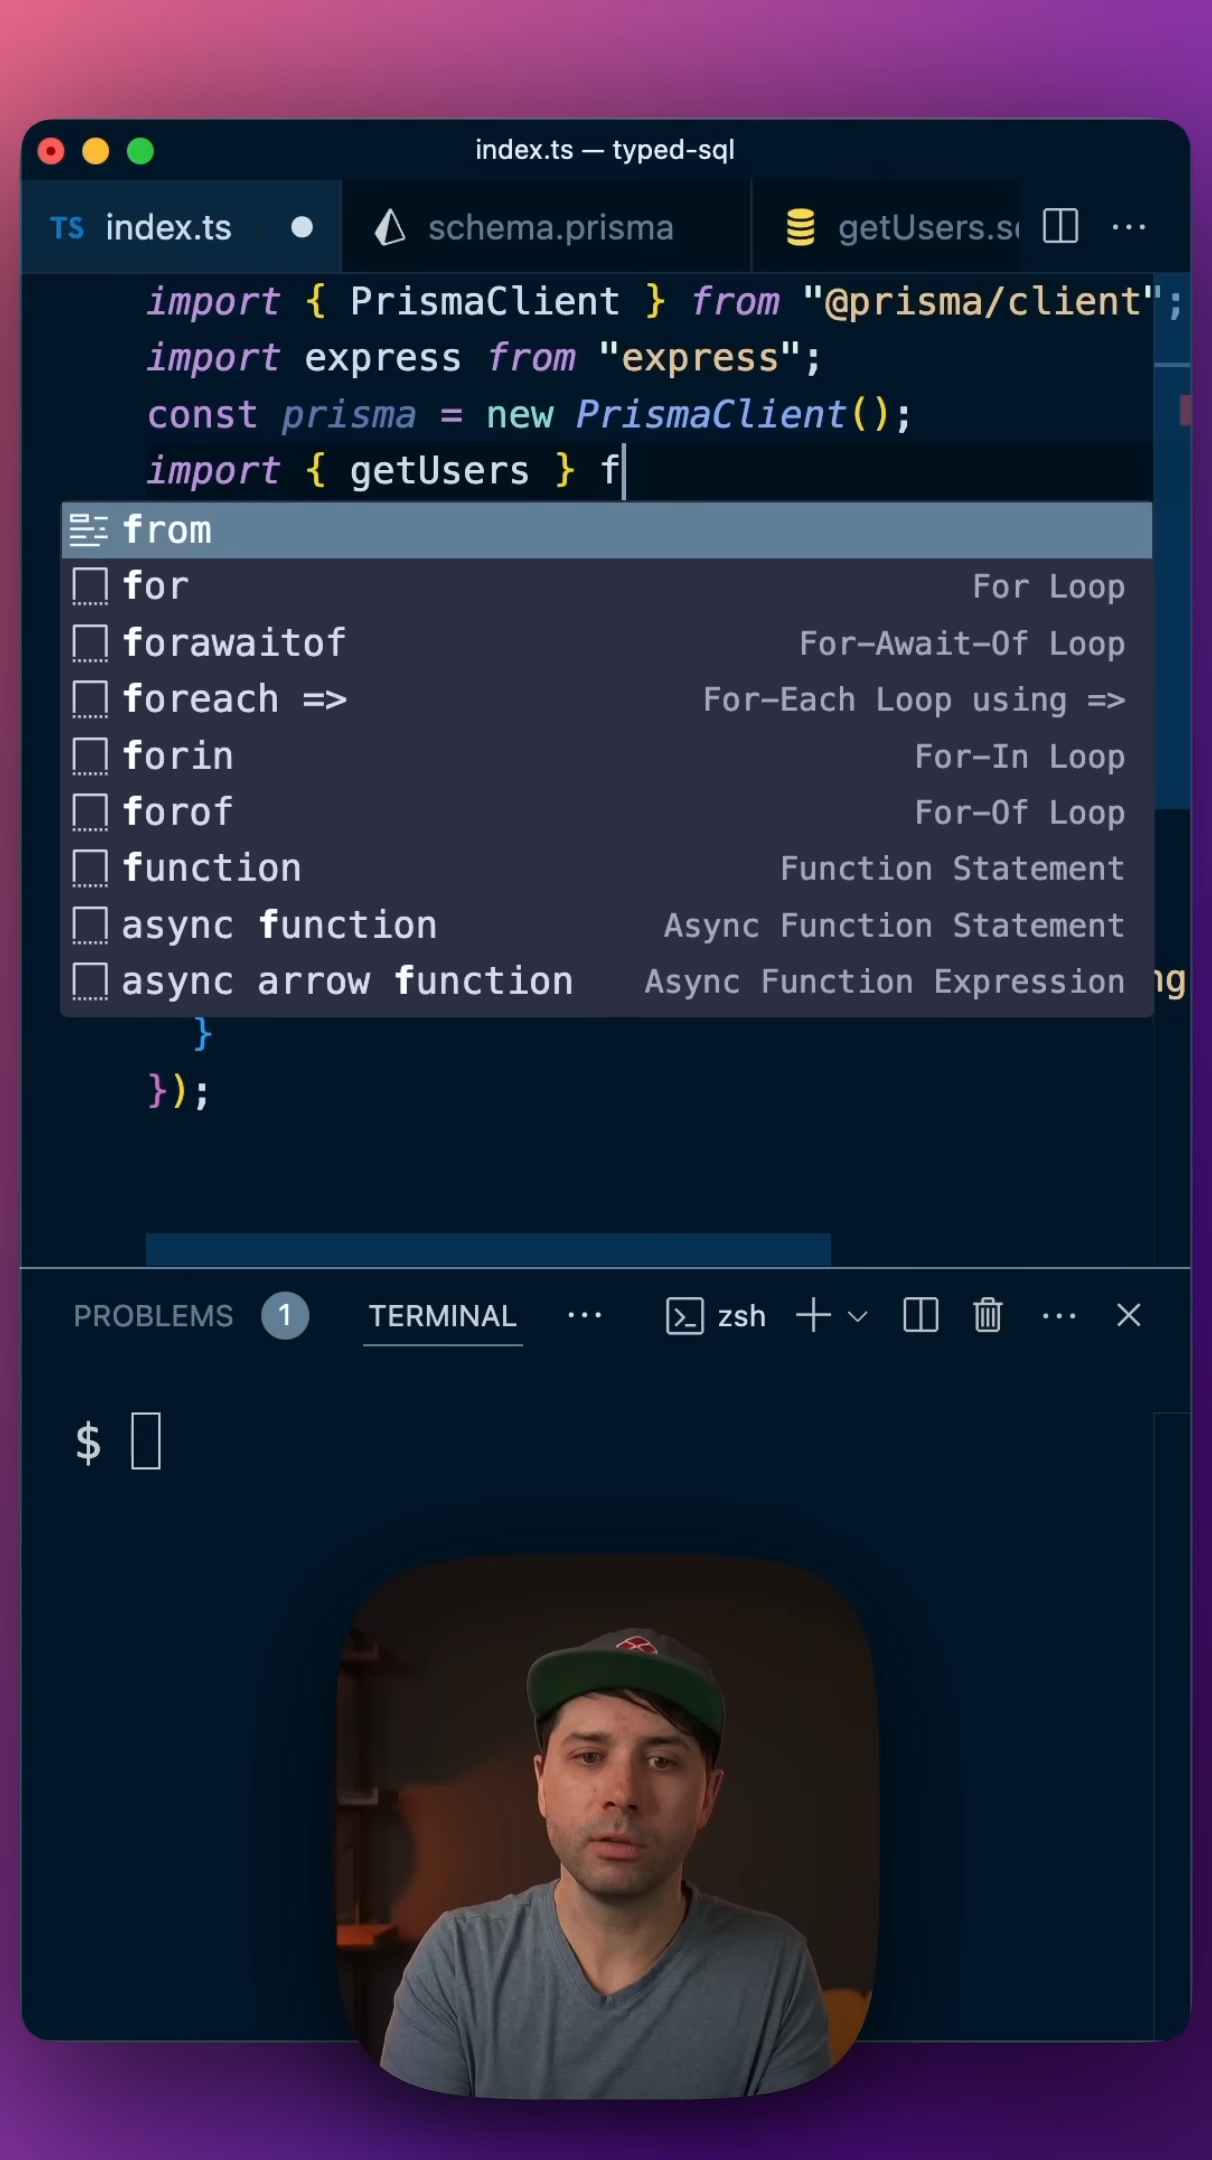 index.ts — typed-sql
TS index.ts
schema.prisma
getUsers.s
import { PrismaClient } from "@prisma/client";
import express from "express";
const prisma = new PrismaClient();
import { getUsers } f
from
for For Loop
forawaitof For-Await-Of Loop
foreach => For-Each Loop using =>
forin For-In Loop
forof For-Of Loop
function Function Statement
async function Async Function Statement
async arrow function Async Function Expression
ng
}
});
PROBLEMS 1 TERMINAL ··· zsh
$